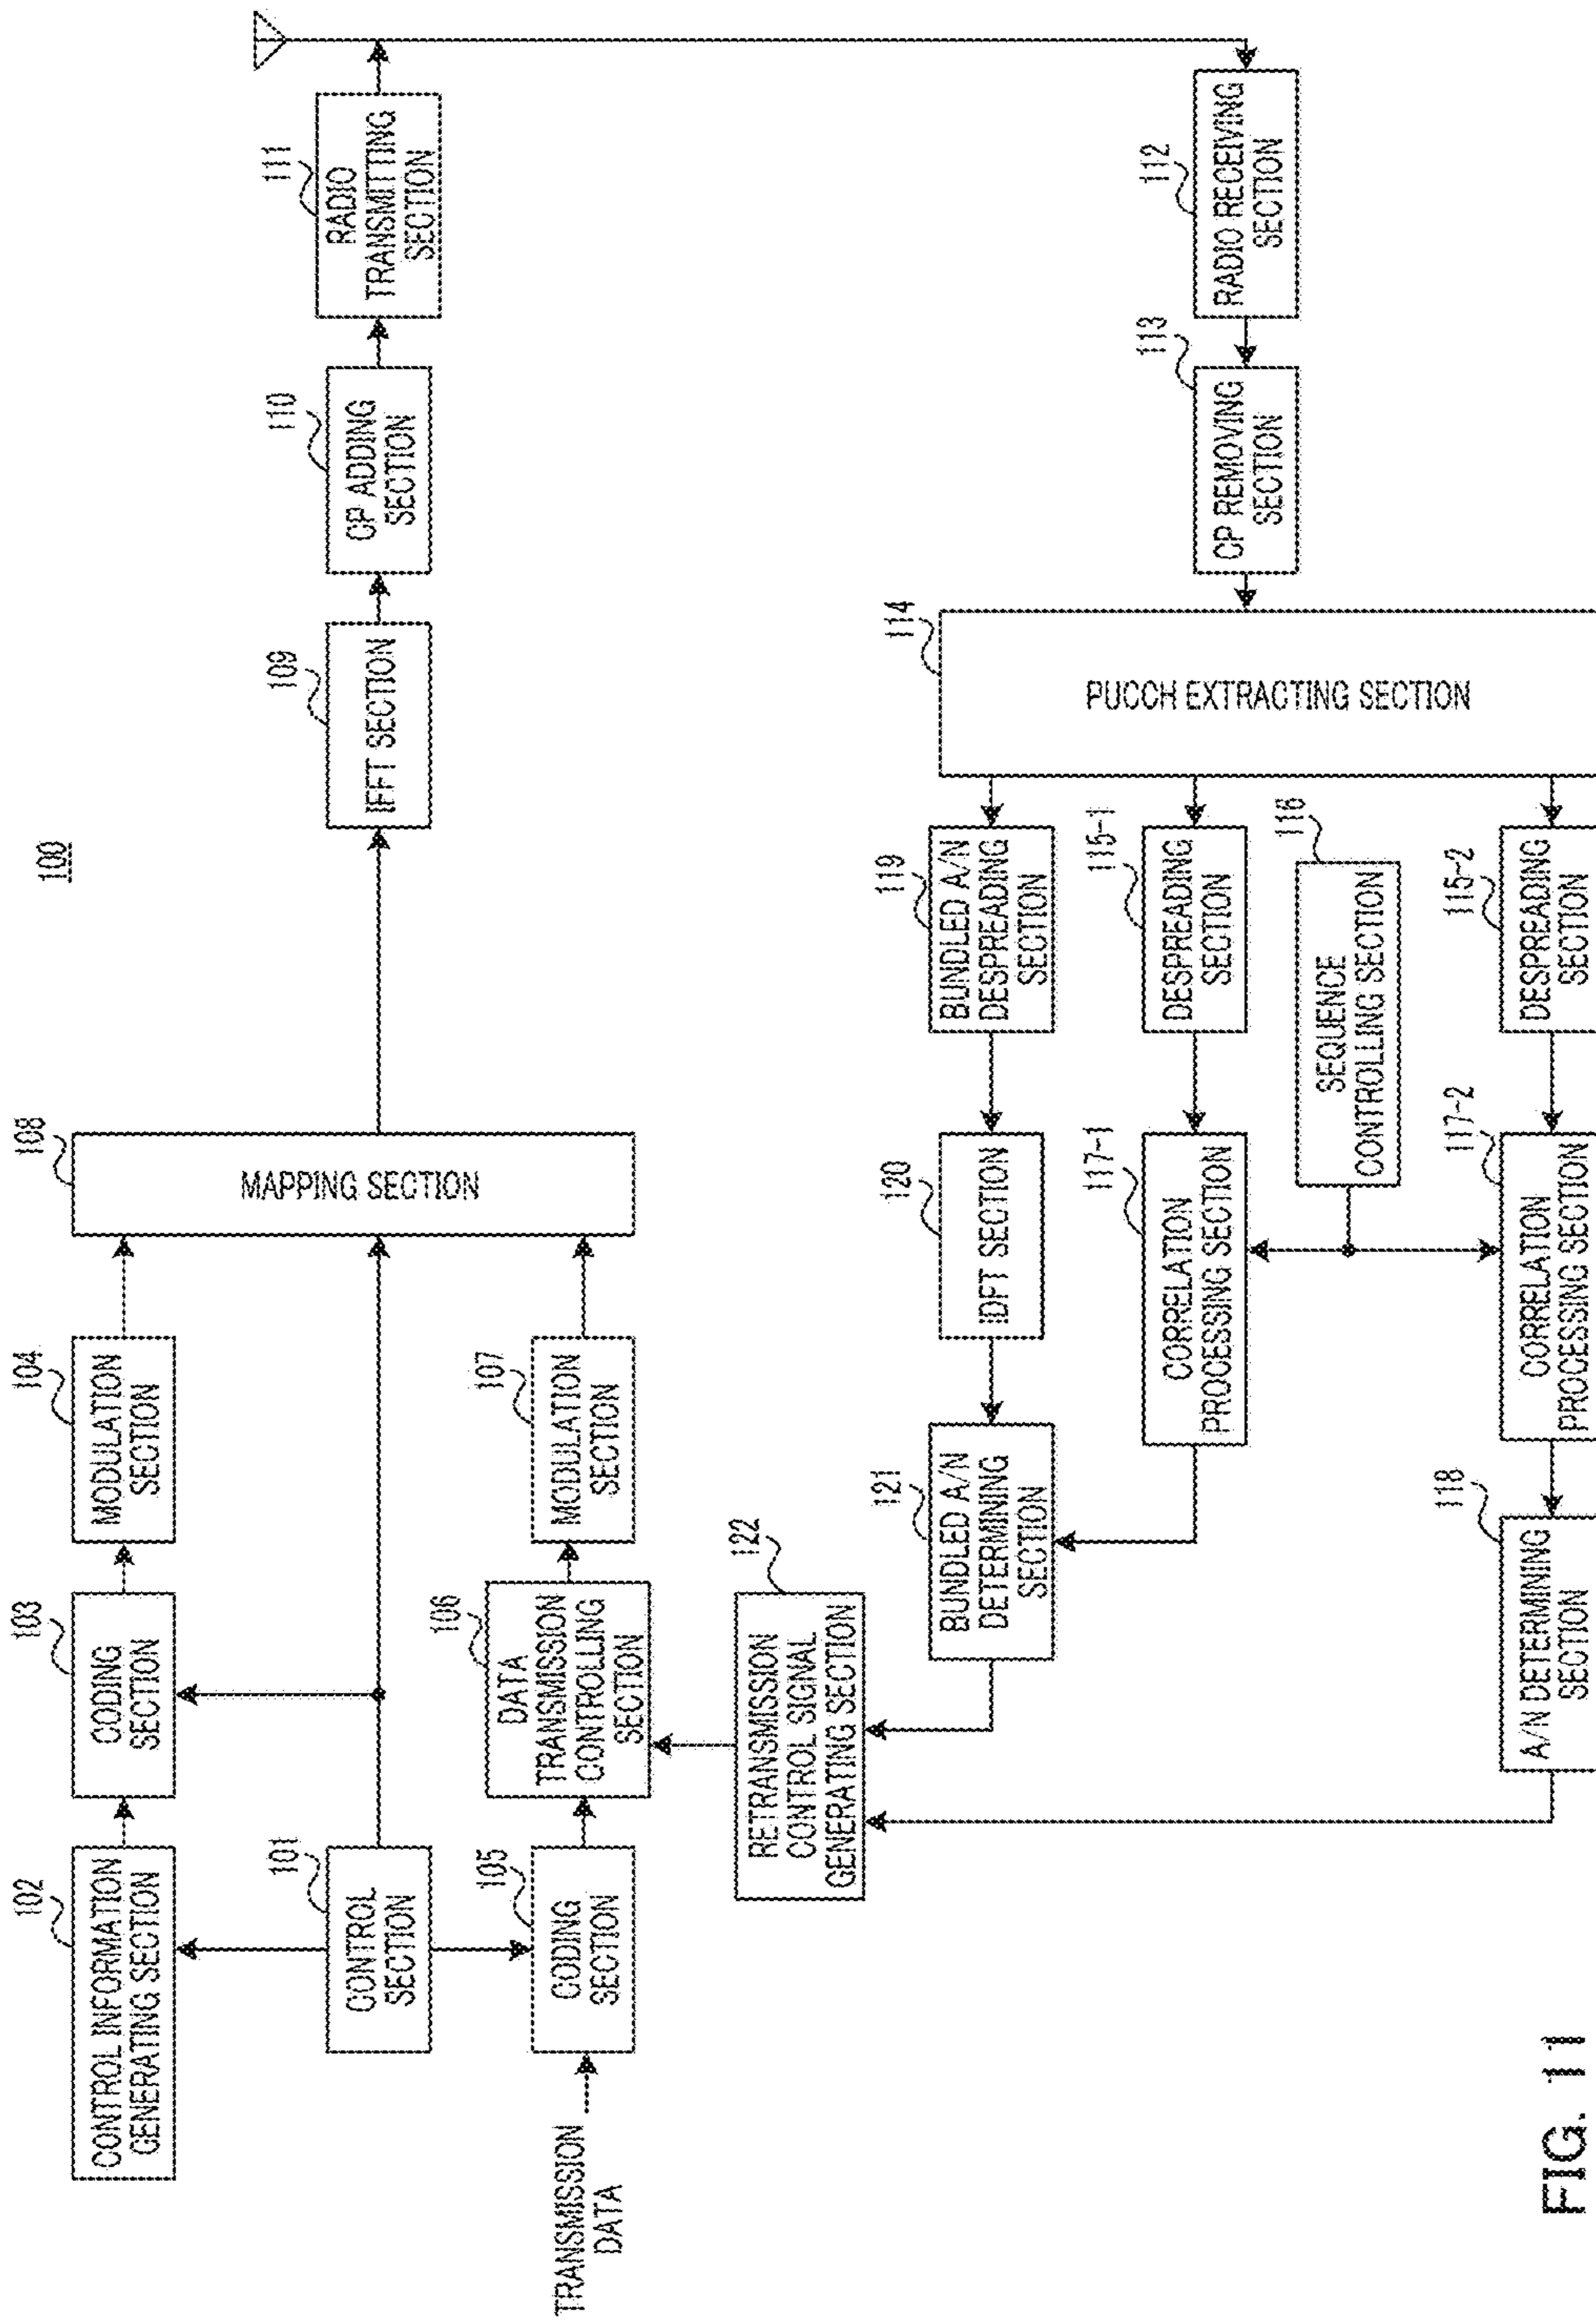 100
102
CONTROL INFORMATION
GENERATING SECTION
103
CODING
SECTION
104
MODULATION
SECTION
108
MAPPING SECTION
109
IFFT SECTION
110
CP ADDING
SECTION
111
RADIO
TRANSMITTING
SECTION
101
CONTROL
SECTION
TRANSMISSION
DATA
105
CODING
SECTION
106
DATA
TRANSMISSION
CONTROLLING
SECTION
107
MODULATION
SECTION
122
RETRANSMISSION
CONTROL SIGNAL
GENERATING SECTION
121
BUNDLED A/N
DETERMINING
SECTION
120
IDFT SECTION
119
BUNDLED A/N
DESPREADING
SECTION
114
PUCCH EXTRACTING SECTION
113
CP REMOVING
SECTION
112
RADIO RECEIVING
SECTION
117-1
CORRELATION
PROCESSING SECTION
115-1
DESPREADING
SECTION
116
SEQUENCE
CONTROLLING SECTION
118
A/N DETERMINING
SECTION
117-2
CORRELATION
PROCESSING SECTION
115-2
DESPREADING
SECTION
FIG. 11